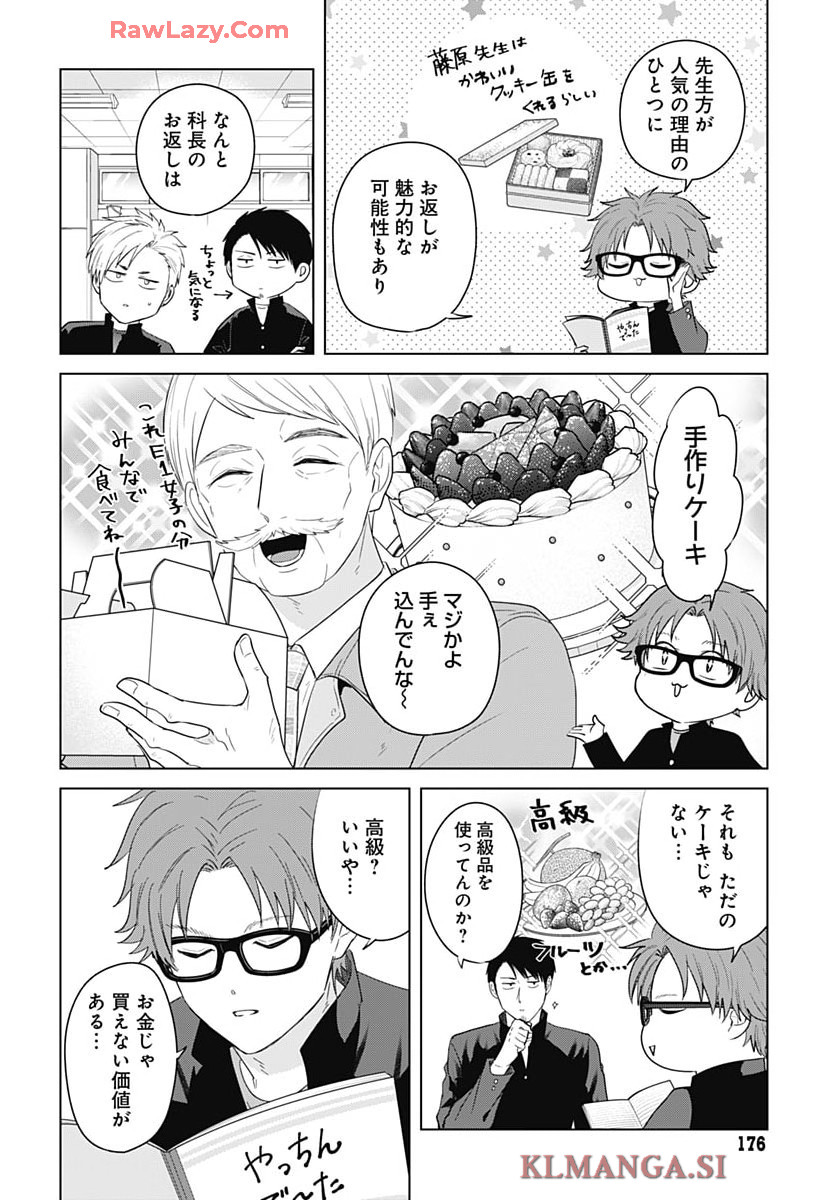 RawLazy.Com
先生方が
人気の理由の
ひとつに
藤原先生は
かわいい
クッキー缶を
くれるらしい
お返しが
魅力的な
可能性もあり
やっちん
で〜た
なんと
科長の
お返しは
ちょっと
気になる
手作りケーキ
マジかよ
手ぇ
込んでんな〜
これE1女子の分
みんなで
食べてね
それも ただの
ケーキじゃ
ない…
高級
フルーツ
とか…
高級品を
使ってんのか?
高級?
いいや…
お金じゃ
買えない価値が
ある…
やっちん
で〜た
176
KLMANGA.SI